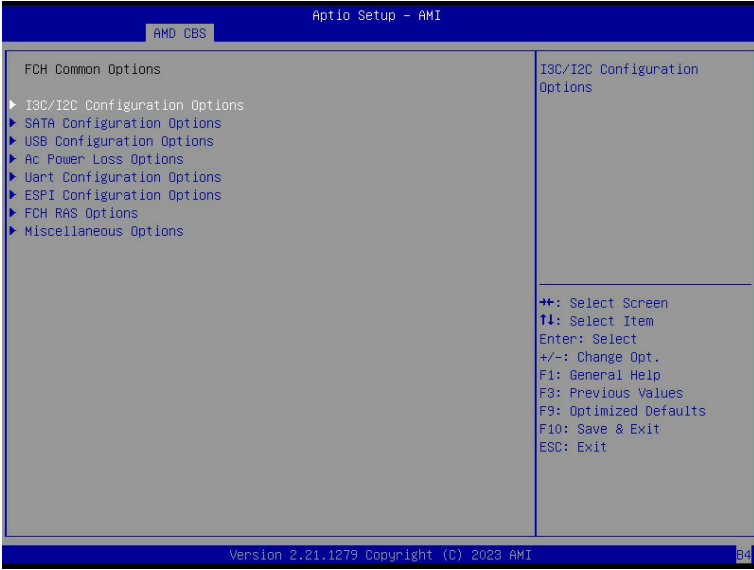 Aptio Setup – AMI
AMD CBS
FCH Common Options
I3C/I2C Configuration Options
SATA Configuration Options
USB Configuration Options
Ac Power Loss Options
Uart Configuration Options
ESPI Configuration Options
FCH RAS Options
Miscellaneous Options
I3C/I2C Configuration
Options
→←: Select Screen
↑↓: Select Item
Enter: Select
+/-: Change Opt.
F1: General Help
F3: Previous Values
F9: Optimized Defaults
F10: Save & Exit
ESC: Exit
Version 2.21.1279 Copyright (C) 2023 AMI
B4